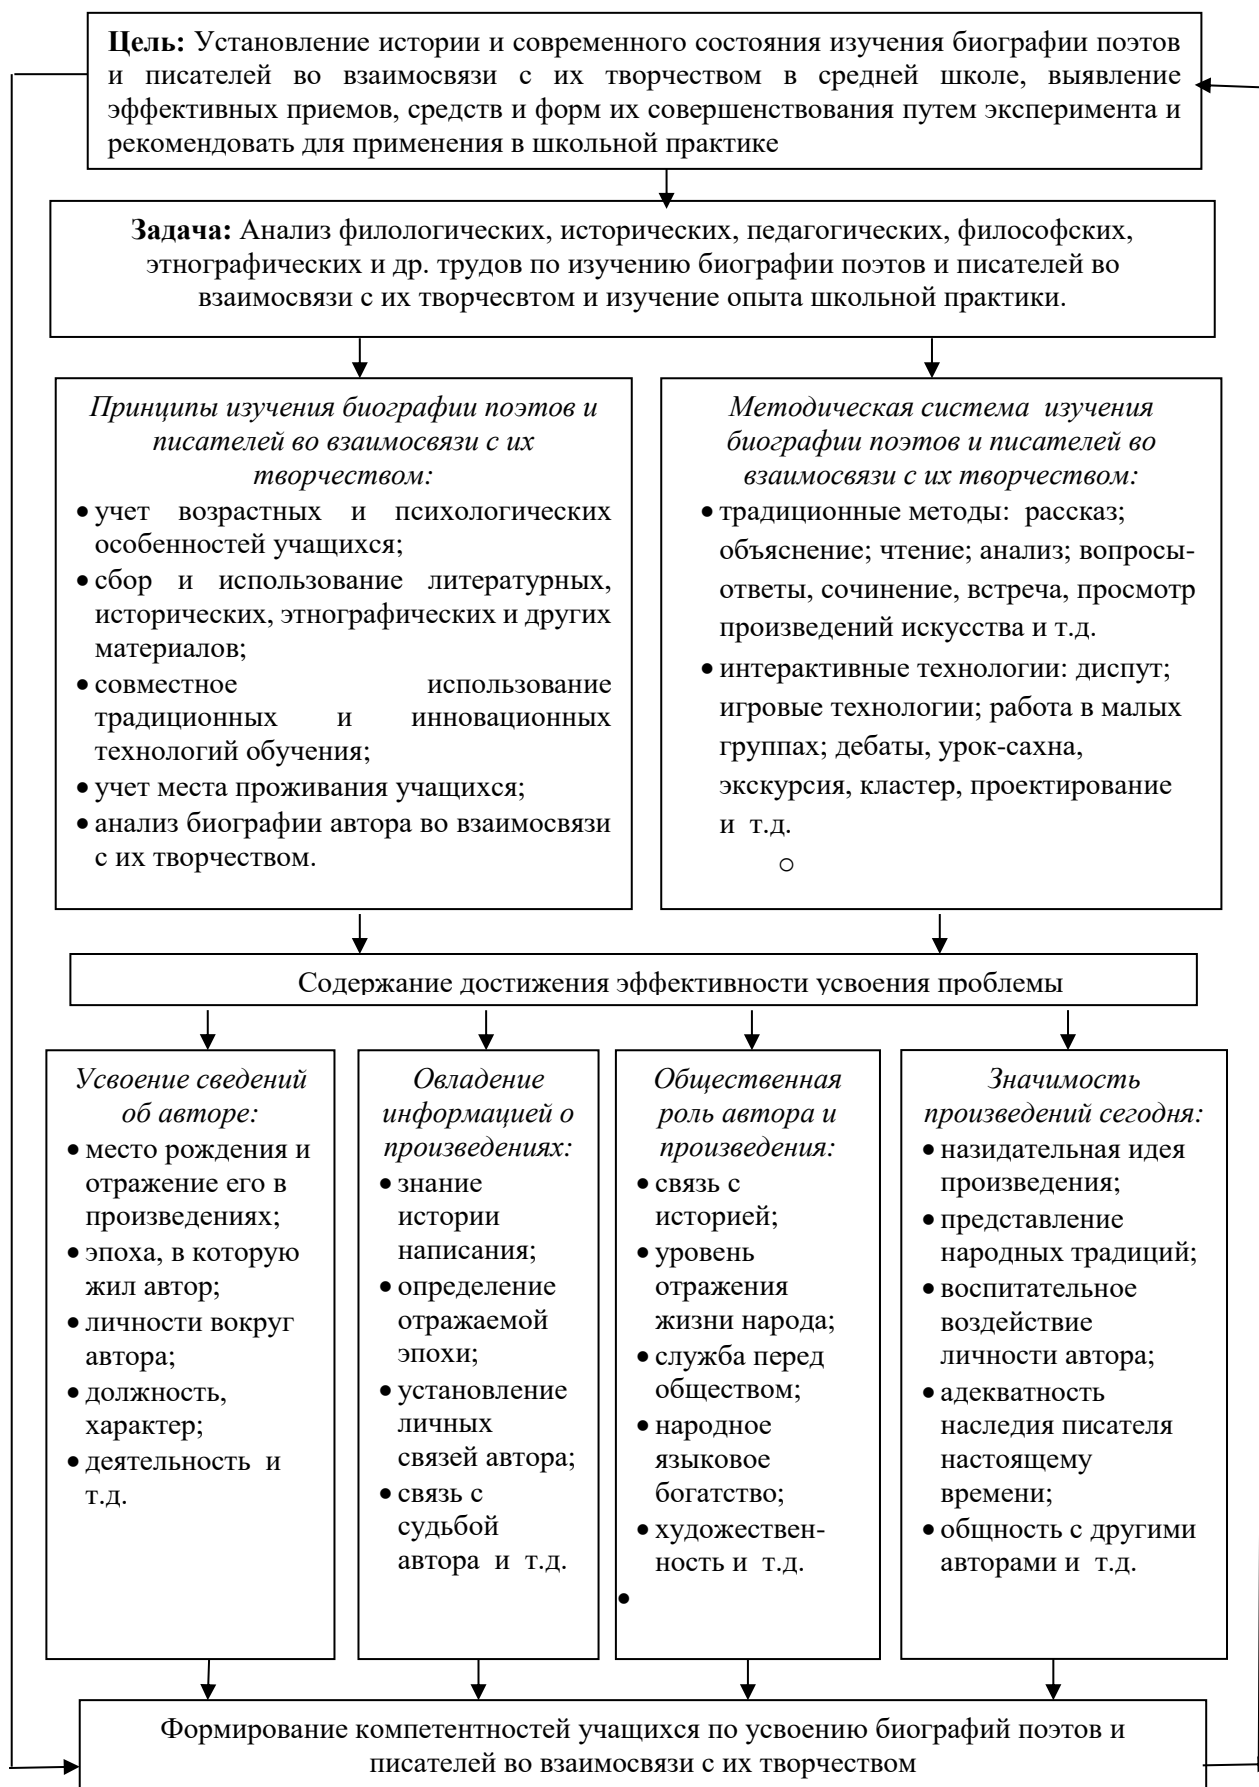 Цель: Установление истории и современного состояния изучения биографии поэтов
и писателей во взаимосвязи с их творчеством в средней школе, выявление
эффективных приемов, средств и форм их совершенствования путем эксперимента и
рекомендовать для применения в школьной практике
Задача: Анализ филологических, исторических, педагогических, философских,
этнографических и др. трудов по изучению биографии поэтов и писателей во
взаимосвязи с их творчесвтом и изучение опыта школьной практики.
Принципы изучения биографии поэтов и
писателей во взаимосвязи с их
творчеством:
• учет возрастных и психологических
особенностей учащихся;
• сбор и использование литературных,
исторических, этнографических и других
материалов;
• совместное использование
традиционных и инновационных
технологий обучения;
• учет места проживания учащихся;
• анализ биографии автора во взаимосвязи
с их творчеством.
Методическая система изучения
биографии поэтов и писателей во
взаимосвязи с их творчеством:
• традиционные методы: рассказ;
объяснение; чтение; анализ; вопросы-
ответы, сочинение, встреча, просмотр
произведений искусства и т.д.
• интерактивные технологии: диспут;
игровые технологии; работа в малых
группах; дебаты, урок-сахна,
экскурсия, кластер, проектирование
и т.д.
○
Содержание достижения эффективности усвоения проблемы
Усвоение сведений
об авторе:
• место рождения и
отражение его в
произведениях;
• эпоха, в которую
жил автор;
• личности вокруг
автора;
• должность,
характер;
• деятельность и
т.д.
Овладение
информацией о
произведениях:
• знание
истории
написания;
• определение
отражаемой
эпохи;
• установление
личных
связей автора;
• связь с
судьбой
автора и т.д.
Общественная
роль автора и
произведения:
• связь с
историей;
• уровень
отражения
жизни народа;
• служба перед
обществом;
• народное
языковое
богатство;
• художествен-
ность и т.д.
•
Значимость
произведений сегодня:
• назидательная идея
произведения;
• представление
народных традиций;
• воспитательное
воздействие
личности автора;
• адекватность
наследия писателя
настоящему
времени;
• общность с другими
авторами и т.д.
Формирование компетентностей учащихся по усвоению биографий поэтов и
писателей во взаимосвязи с их творчеством